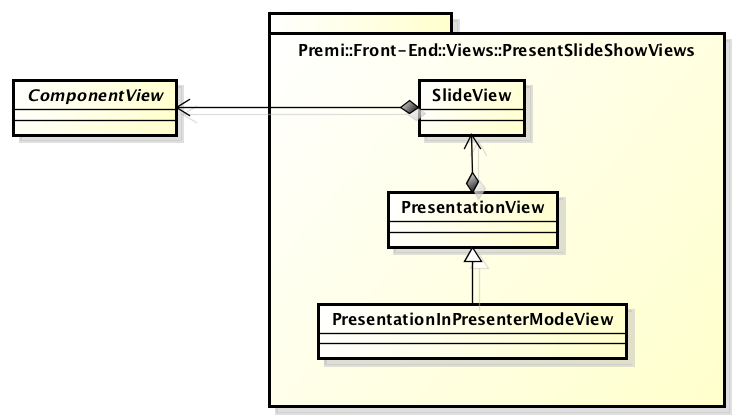 Premi::Front-End::Views::PresentSlideShowViews
ComponentView
SlideView
PresentationView
PresentationInPresenterModeView